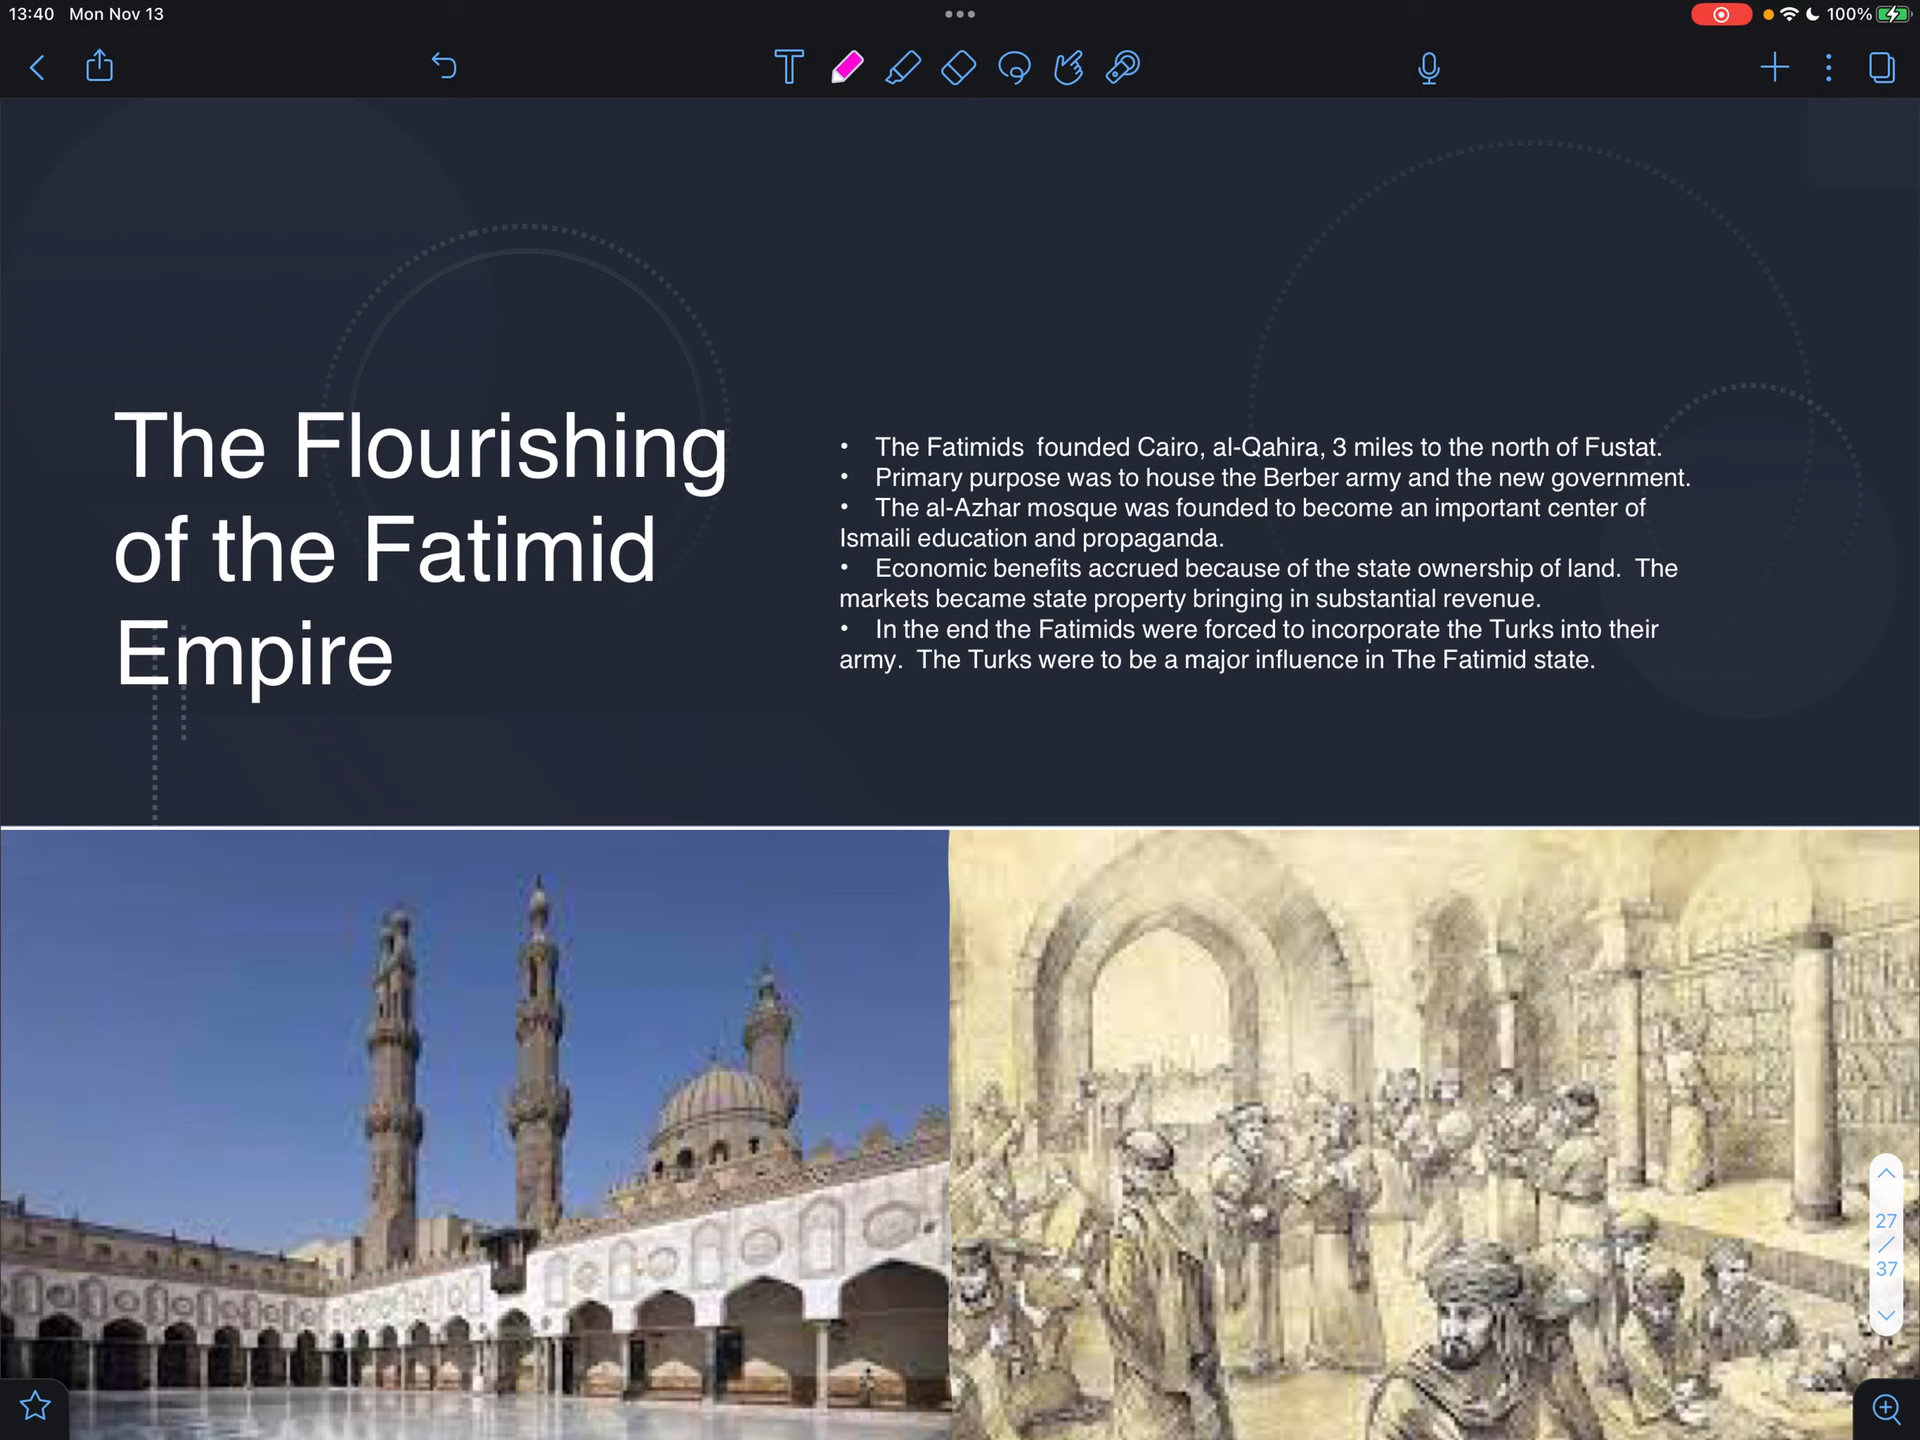 13:40 Mon Nov 13
100%
The Flourishing
of the Fatimid
Empire
• The Fatimids  founded Cairo, al-Qahira, 3 miles to the north of Fustat.
• Primary purpose was to house the Berber army and the new government.
• The al-Azhar mosque was founded to become an important center of
Ismaili education and propaganda.
• Economic benefits accrued because of the state ownership of land.  The
markets became state property bringing in substantial revenue.
• In the end the Fatimids were forced to incorporate the Turks into their
army.  The Turks were to be a major influence in The Fatimid state.
27
/
37